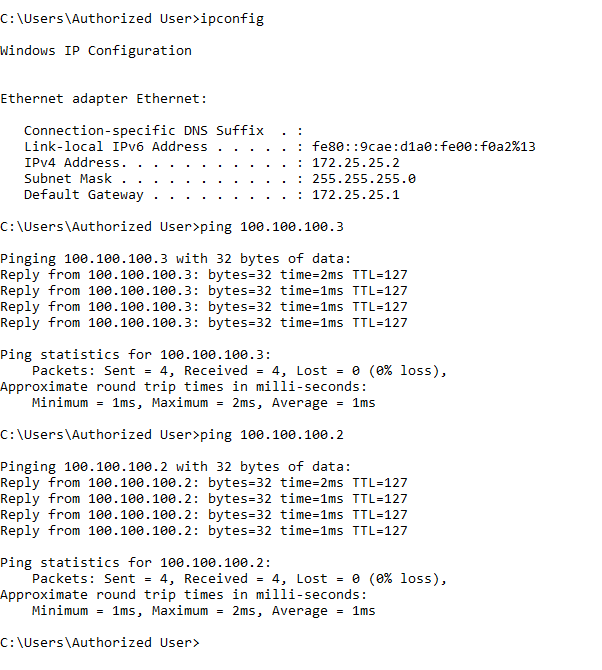 C:\Users\Authorized User>ipconfig
Windows IP Configuration
Ethernet adapter Ethernet:
   Connection-specific DNS Suffix  . :
   Link-local IPv6 Address . . . . . : fe80::9cae:d1a0:fe00:f0a2%13
   IPv4 Address. . . . . . . . . . . : 172.25.25.2
   Subnet Mask . . . . . . . . . . . : 255.255.255.0
   Default Gateway . . . . . . . . . : 172.25.25.1
C:\Users\Authorized User>ping 100.100.100.3
Pinging 100.100.100.3 with 32 bytes of data:
Reply from 100.100.100.3: bytes=32 time=2ms TTL=127
Reply from 100.100.100.3: bytes=32 time=1ms TTL=127
Reply from 100.100.100.3: bytes=32 time=1ms TTL=127
Reply from 100.100.100.3: bytes=32 time=1ms TTL=127
Ping statistics for 100.100.100.3:
    Packets: Sent = 4, Received = 4, Lost = 0 (0% loss),
Approximate round trip times in milli-seconds:
    Minimum = 1ms, Maximum = 2ms, Average = 1ms
C:\Users\Authorized User>ping 100.100.100.2
Pinging 100.100.100.2 with 32 bytes of data:
Reply from 100.100.100.2: bytes=32 time=2ms TTL=127
Reply from 100.100.100.2: bytes=32 time=1ms TTL=127
Reply from 100.100.100.2: bytes=32 time=1ms TTL=127
Reply from 100.100.100.2: bytes=32 time=1ms TTL=127
Ping statistics for 100.100.100.2:
    Packets: Sent = 4, Received = 4, Lost = 0 (0% loss),
Approximate round trip times in milli-seconds:
    Minimum = 1ms, Maximum = 2ms, Average = 1ms
C:\Users\Authorized User>